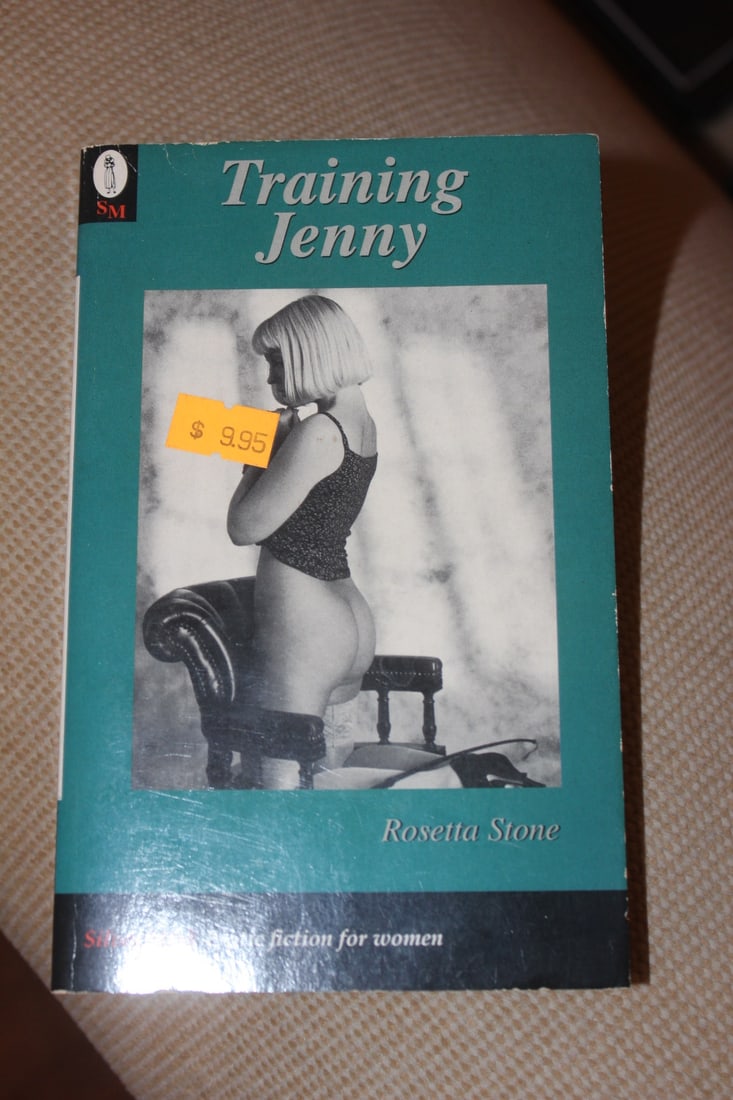 SM
Training
Jenny
$ 9.95
Rosetta Stone
fiction for women